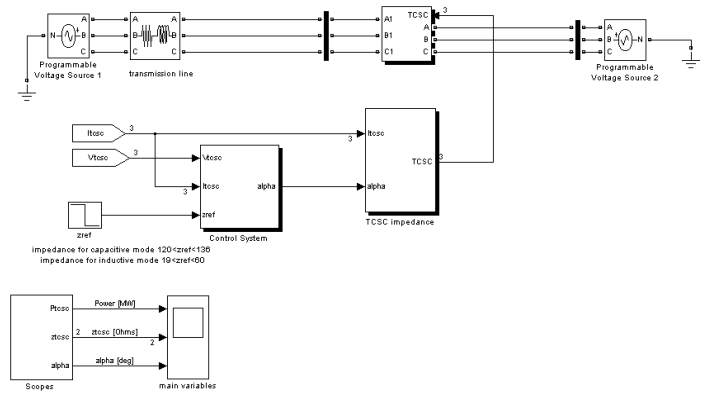 N
A
B
C
Programmable
Voltage Source 1
A
B
C
A
B
C
transmission line
A1
B1
C1
TCSC
A
B
C
3
A
B
C
N
Programmable
Voltage Source 2
Itcsc
3
Vtcsc
3
3
Itcsc
alpha
TCSC
3
TCSC impedance
Vtcsc
Itcsc
3
zref
alpha
Control System
zref
impedance for capacitive mode 120<zref<136
impedance for inductive mode 19<zref<60
Ptcsc
Power [MW]
ztcsc
2
ztcsc [Ohms]
2
alpha
alpha [deg]
Scopes
main variables